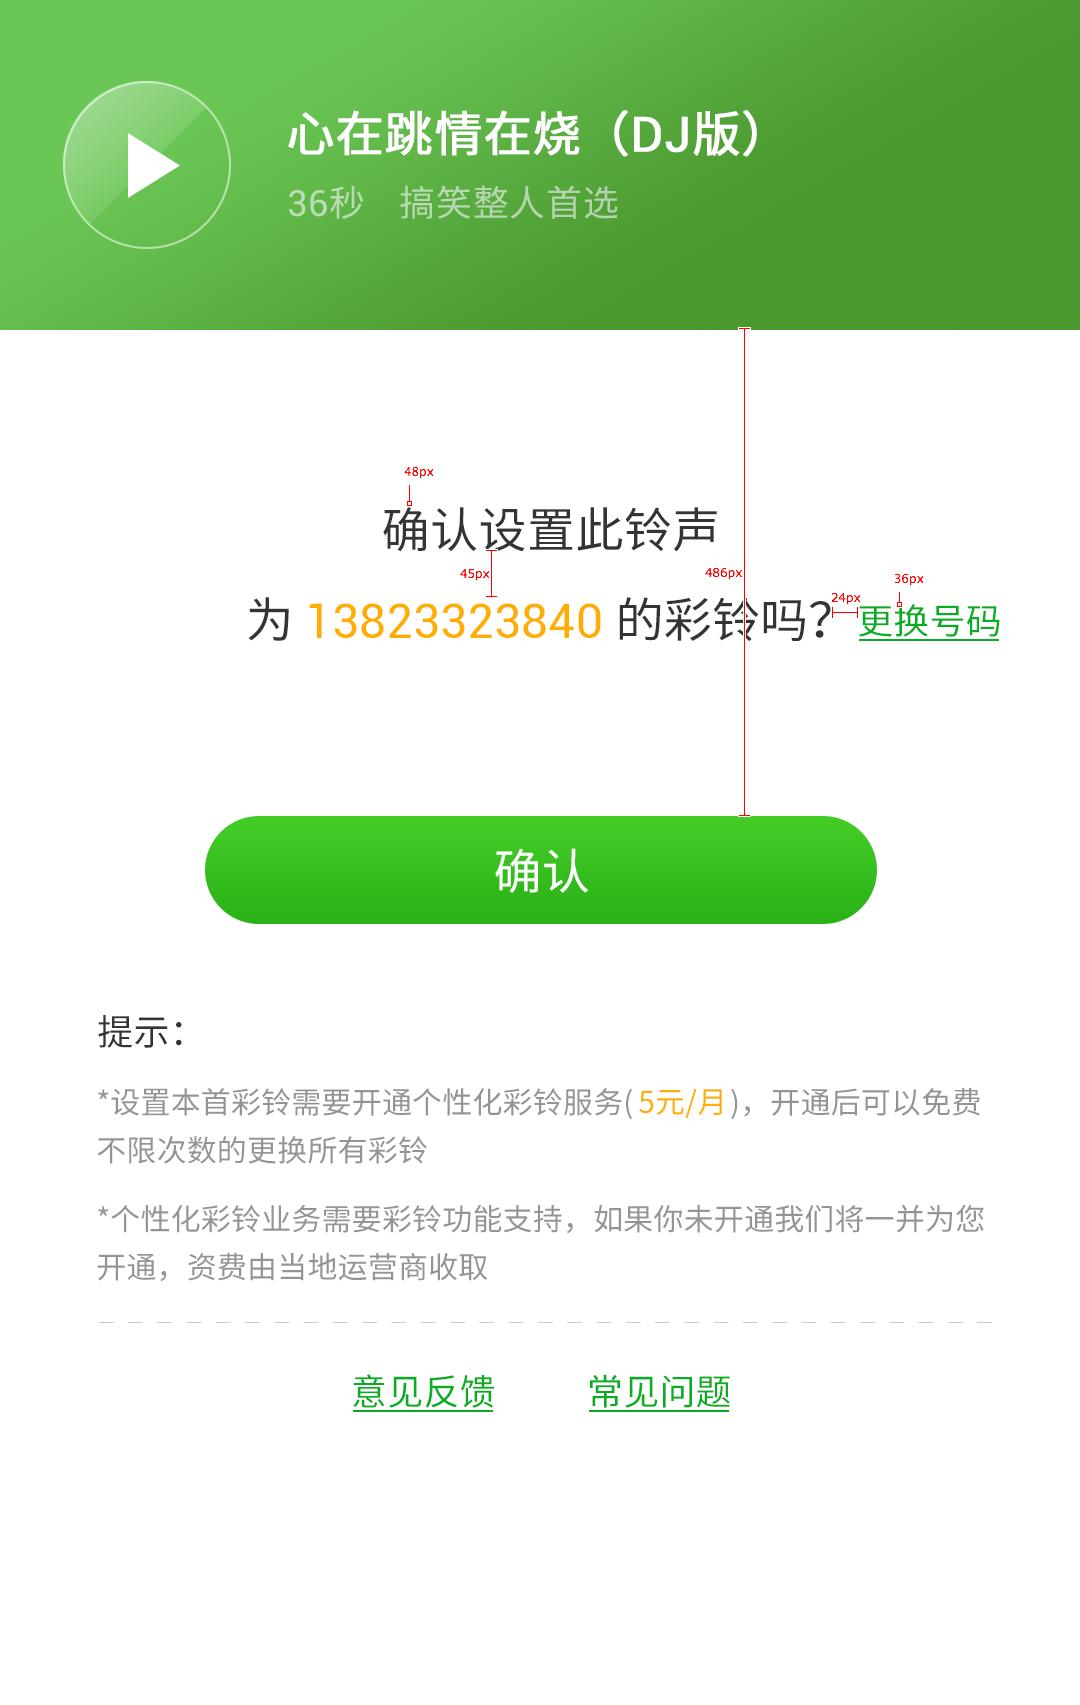 心在跳情在烧（DJ版）
36秒 搞笑整人首选
48px
确认设置此铃声
45px
486px
36px
24px
为 13823323840 的彩铃吗？ 更换号码
确认
提示：
*设置本首彩铃需要开通个性化彩铃服务( 5元/月 )，开通后可以免费
不限次数的更换所有彩铃
*个性化彩铃业务需要彩铃功能支持，如果你未开通我们将一并为您
开通，资费由当地运营商收取
意见反馈 常见问题